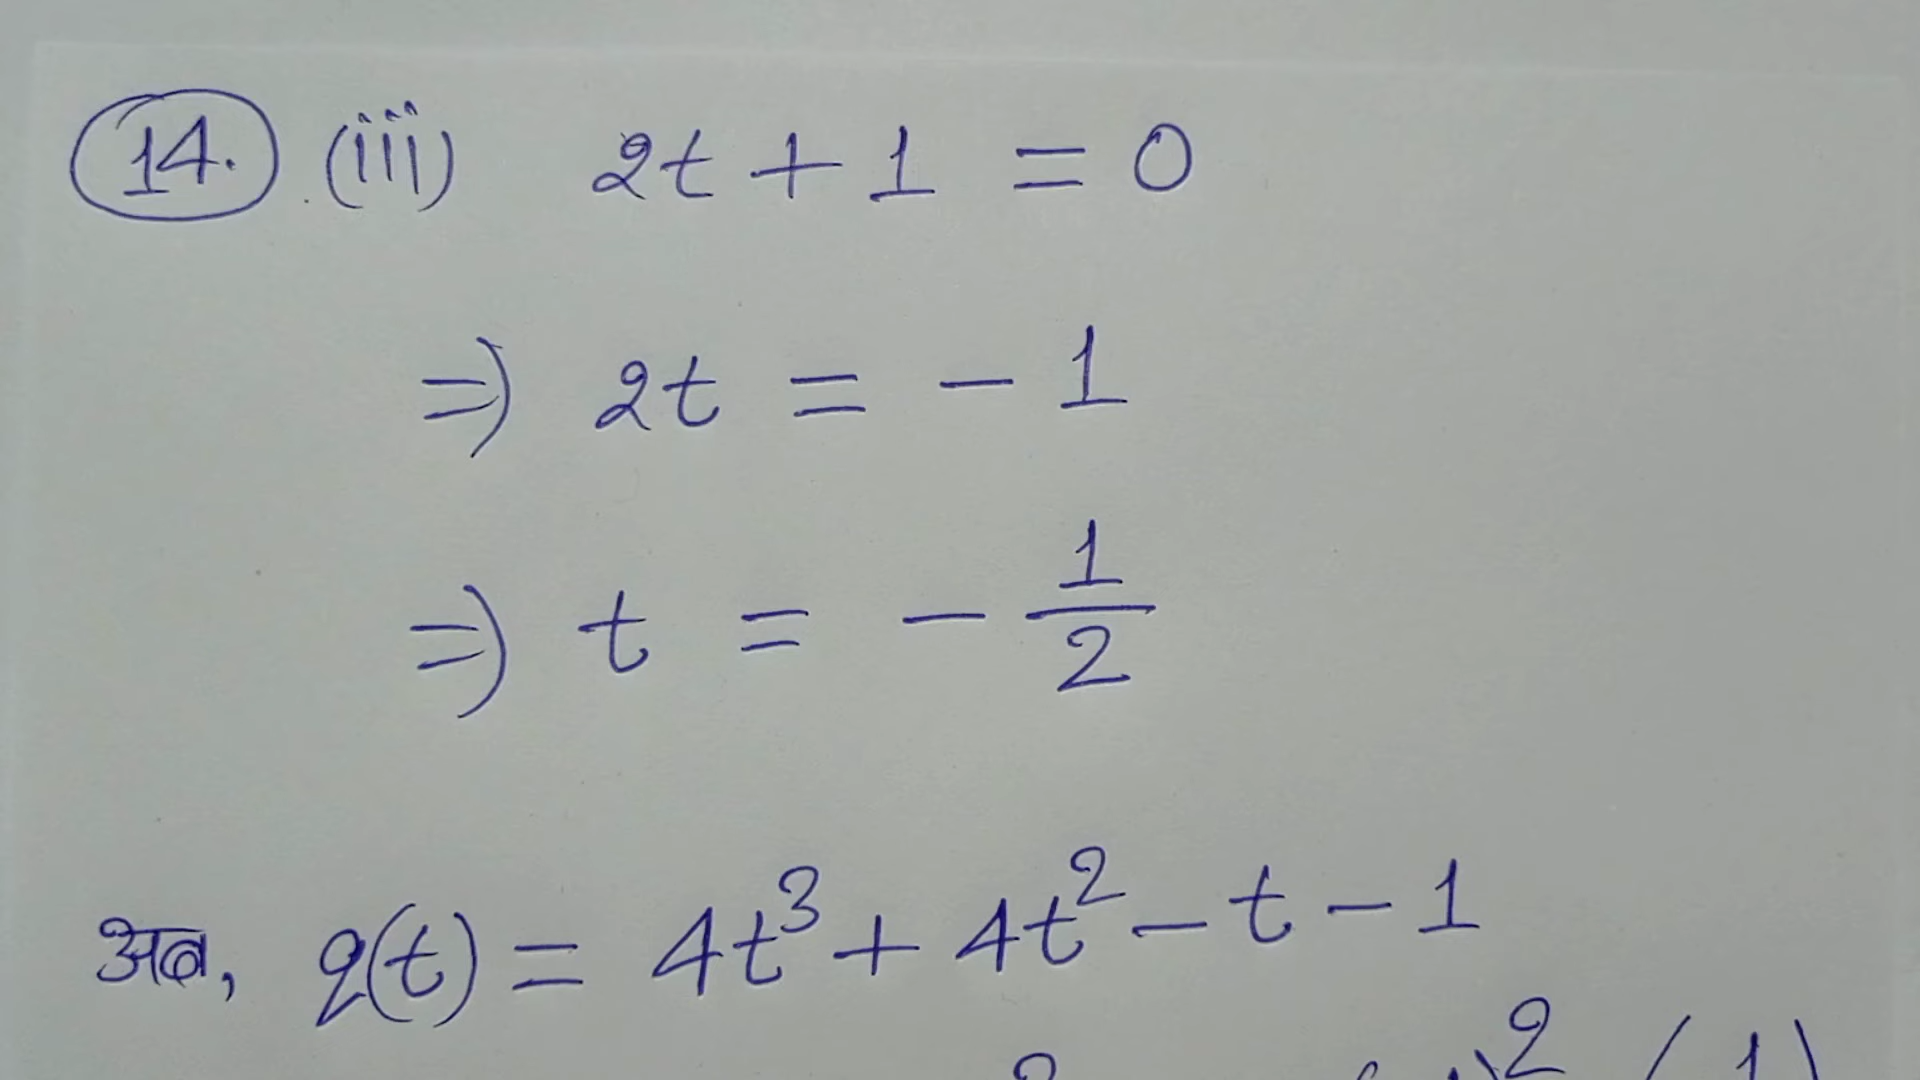 14. (iii) 2t + 1 = 0
⇒ 2t = - 1
⇒ t = - 1/2
अब, q(t) = 4t³ + 4t² - t - 1